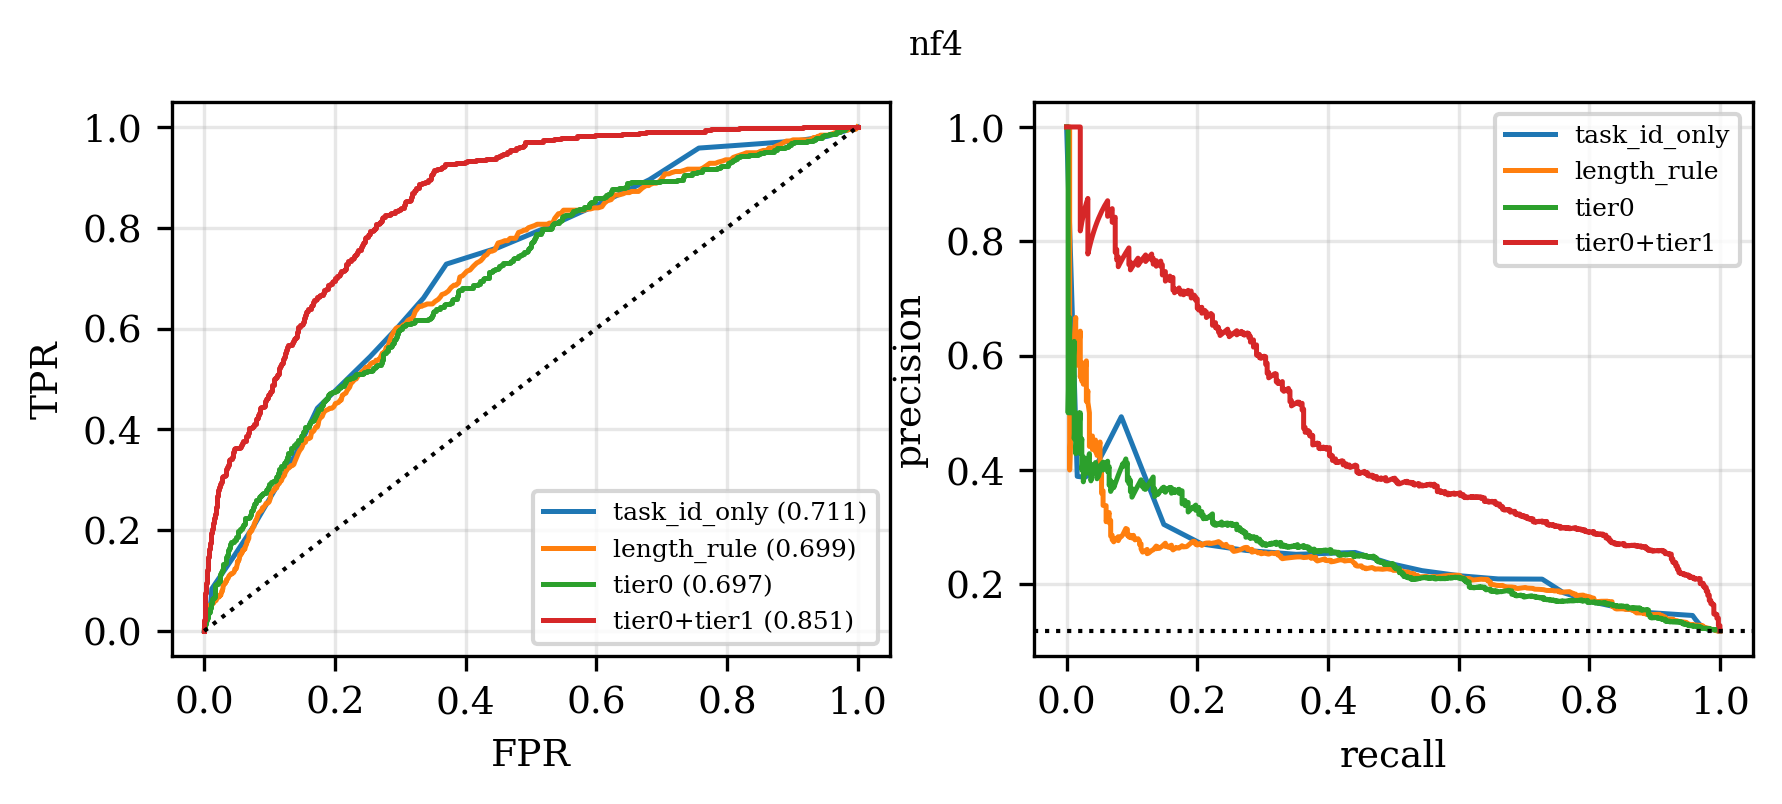 nf4
TPR
1.0
0.8
0.6
0.4
0.2
0.0
task_id_only (0.711)
length_rule (0.699)
tier0 (0.697)
tier0+tier1 (0.851)
0.0 0.2 0.4 0.6 0.8 1.0
FPR
precision
1.0
0.8
0.6
0.4
0.2
task_id_only
length_rule
tier0
tier0+tier1
0.0 0.2 0.4 0.6 0.8 1.0
recall